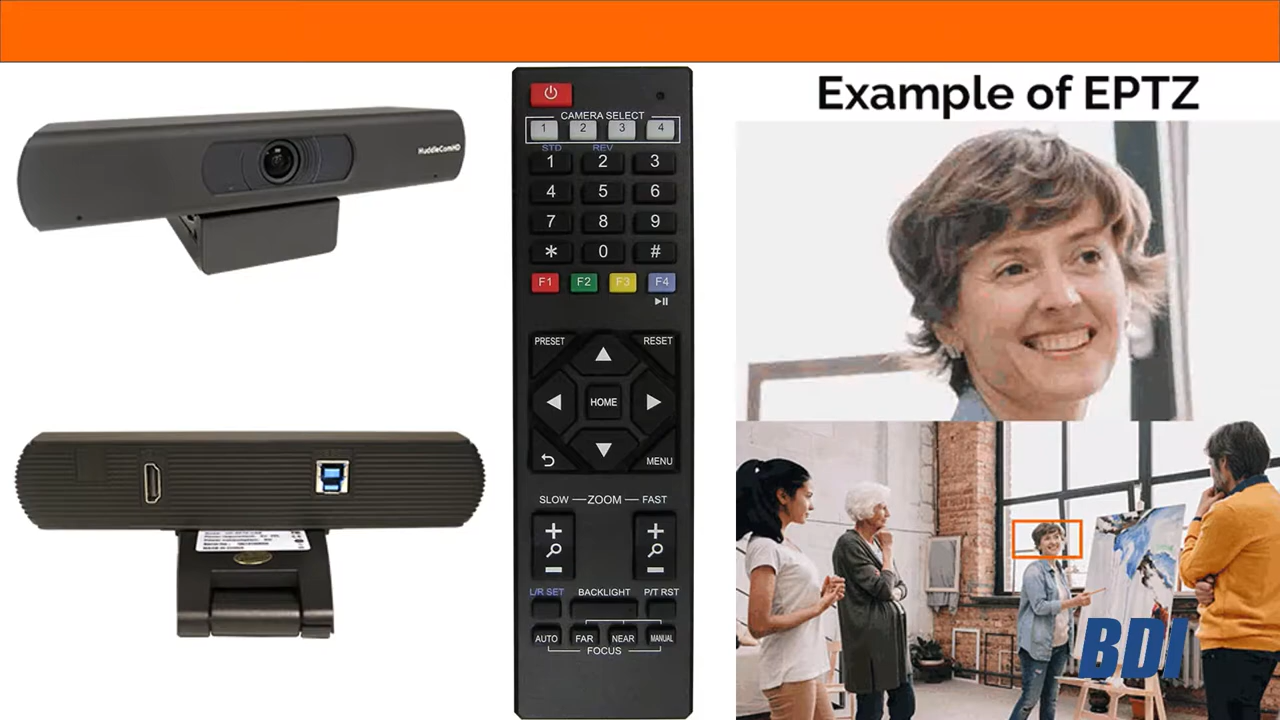 Example of EPTZ
HuddleCamHD
CAMERA SELECT
1 2 3 4
STD REV
1 2 3
4 5 6
7 8 9
* 0 #
F1 F2 F3 F4
PRESET RESET
HOME
MENU
SLOW ZOOM FAST
+ +
L/R SET BACKLIGHT P/T RST
AUTO FAR NEAR MANUAL
FOCUS
BDI